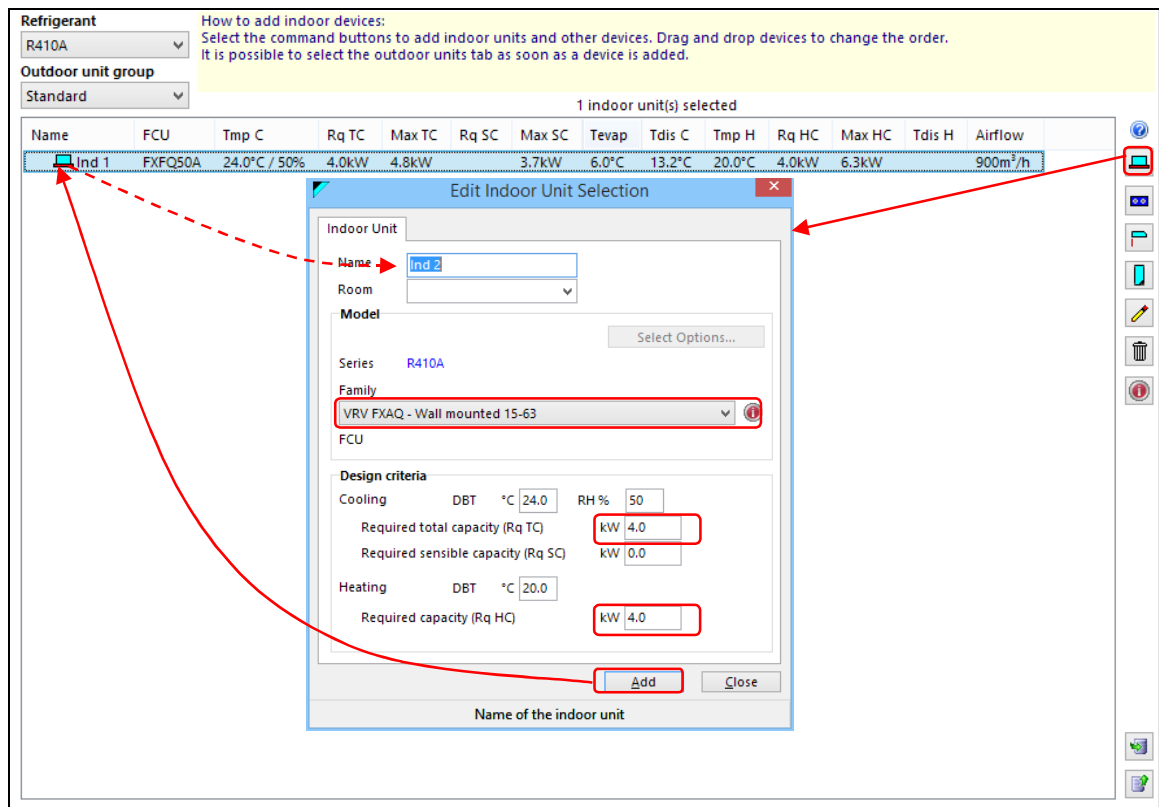 Refrigerant
R410A
Outdoor unit group
Standard
How to add indoor devices:
Select the command buttons to add indoor units and other devices. Drag and drop devices to change the order.
It is possible to select the outdoor units tab as soon as a device is added.
1 indoor unit(s) selected
Name FCU Tmp C Rq TC Max TC Rq SC Max SC Tevap Tdis C Tmp H Rq HC Max HC Tdis H Airflow
Ind 1 FXFQ50A 24.0°C / 50% 4.0kW 4.8kW 3.7kW 6.0°C 13.2°C 20.0°C 4.0kW 6.3kW 900m³/h
Edit Indoor Unit Selection
Indoor Unit
Name Ind 2
Room
Model
Select Options...
Series R410A
Family
VRV FXAQ - Wall mounted 15-63
FCU
Design criteria
Cooling DBT °C 24.0 RH % 50
Required total capacity (Rq TC) kW 4.0
Required sensible capacity (Rq SC) kW 0.0
Heating DBT °C 20.0
Required capacity (Rq HC) kW 4.0
Add Close
Name of the indoor unit